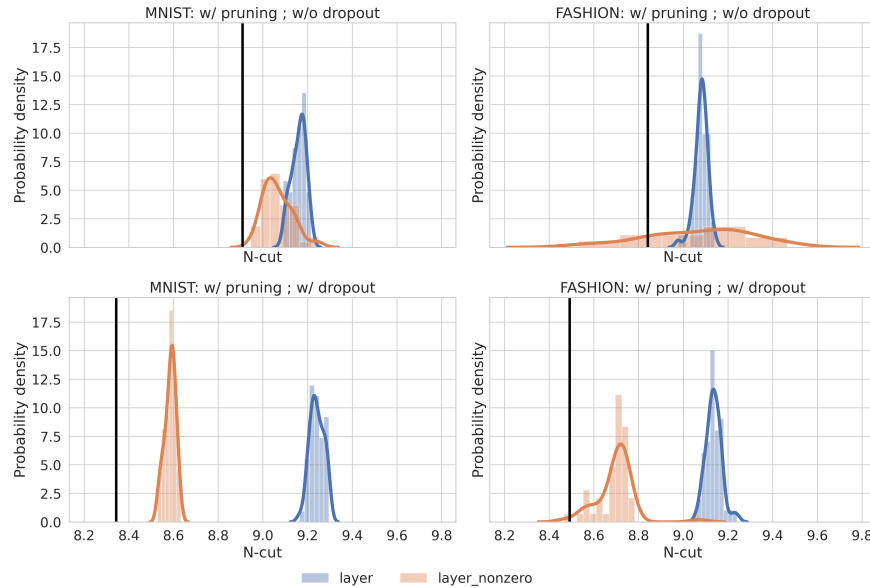 MNIST: w/ pruning ; w/o dropout
FASHION: w/ pruning ; w/o dropout
Probability density
17.5
15.0
12.5
10.0
7.5
5.0
2.5
0.0
N-cut
Probability density
N-cut
MNIST: w/ pruning ; w/ dropout
FASHION: w/ pruning ; w/ dropout
Probability density
17.5
15.0
12.5
10.0
7.5
5.0
2.5
0.0
8.2 8.4 8.6 8.8 9.0 9.2 9.4 9.6 9.8
N-cut
Probability density
8.2 8.4 8.6 8.8 9.0 9.2 9.4 9.6 9.8
N-cut
layer layer_nonzero